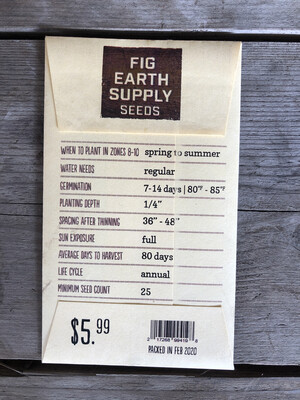 FIG
EARTH
SUPPLY
SEEDS
WHEN TO PLANT IN ZONES 8-10 spring to summer
WATER NEEDS regular
GERMINATION 7-14 days | 80°F - 85°F
PLANTING DEPTH 1/4"
SPACING AFTER THINNING 36" - 48"
SUN EXPOSURE full
AVERAGE DAYS TO HARVEST 80 days
LIFE CYCLE annual
MINIMUM SEED COUNT 25
$5.99
PACKED IN FEB 2020